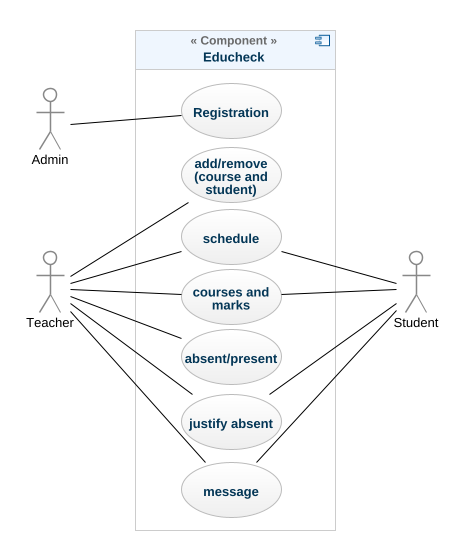 « Component »
Educheck
Registration
Admin
add/remove
(course and
student)
schedule
courses and
marks
Teacher
Student
absent/present
justify absent
message